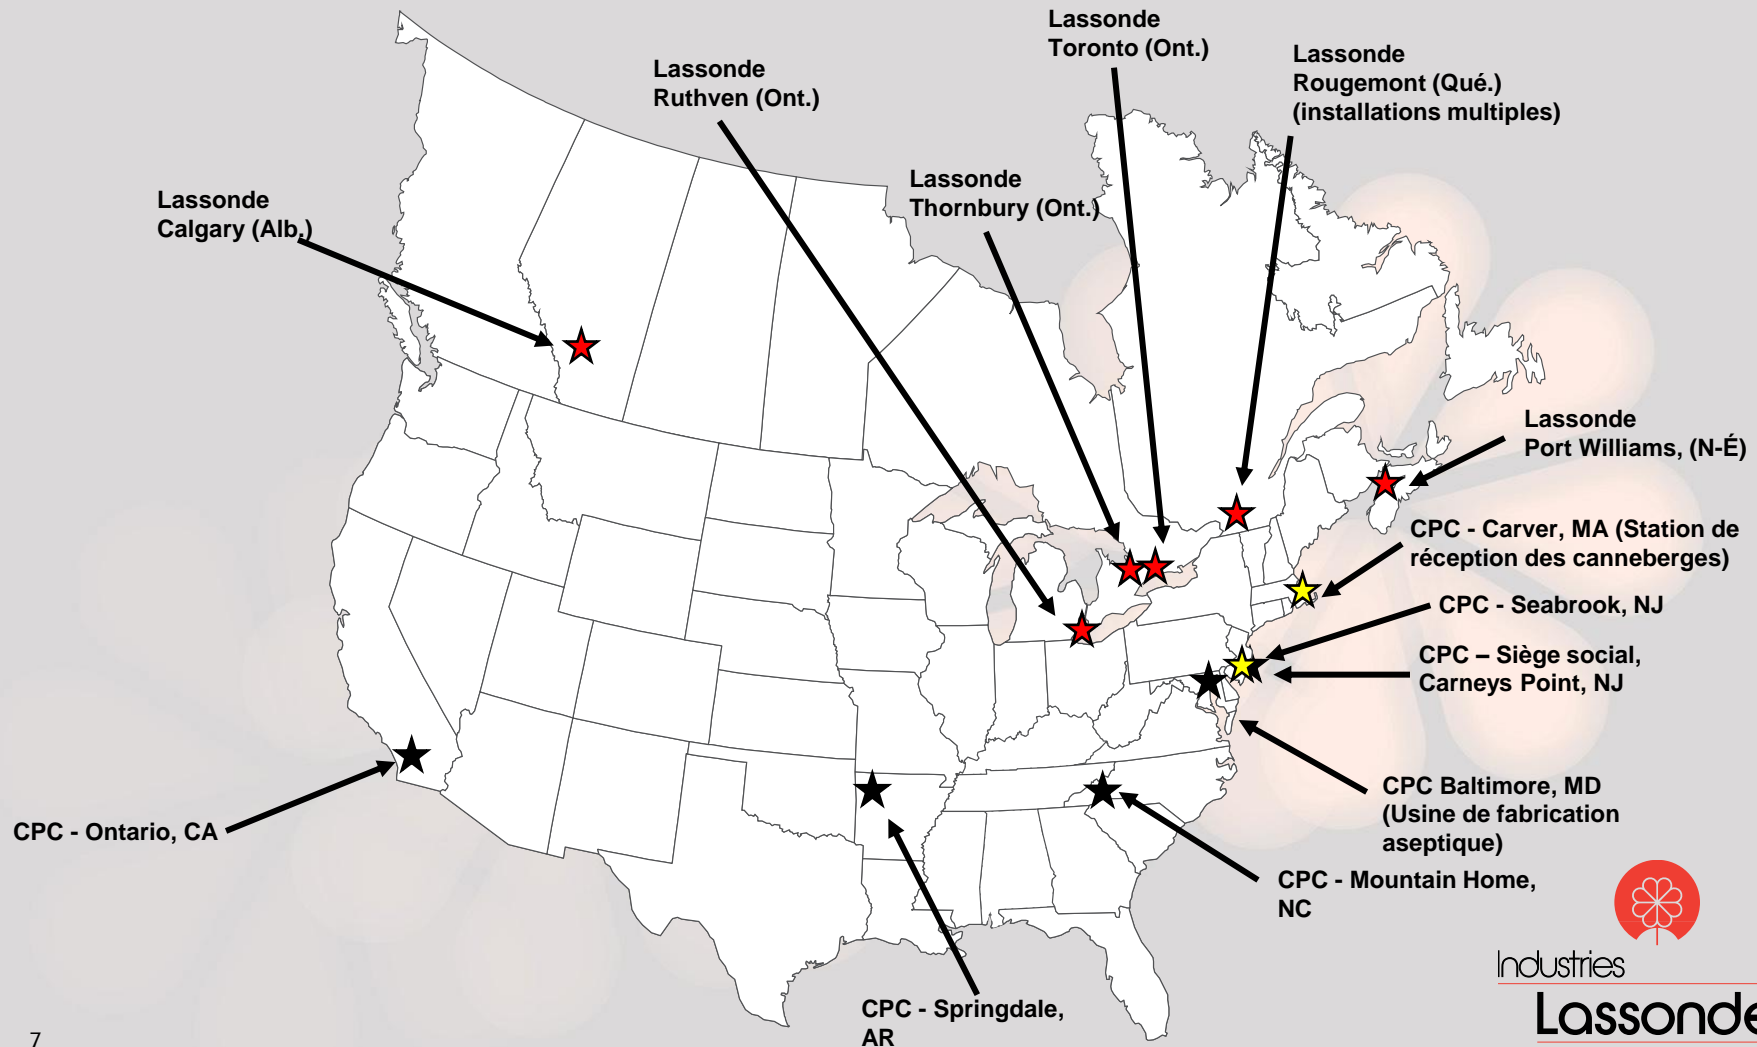 Lassonde
Toronto (Ont.)
Lassonde
Rougemont (Qué.)
(installations multiples)
Lassonde
Ruthven (Ont.)
Lassonde
Thornbury (Ont.)
Lassonde
Calgary (Alb.)
Lassonde
Port Williams, (N-É)
CPC - Carver, MA (Station de
réception des canneberges)
CPC - Seabrook, NJ
CPC – Siège social,
Carneys Point, NJ
CPC Baltimore, MD
(Usine de fabrication
aseptique)
CPC - Ontario, CA
CPC - Mountain Home,
NC
CPC - Springdale,
AR
Industries
Lassonde
7